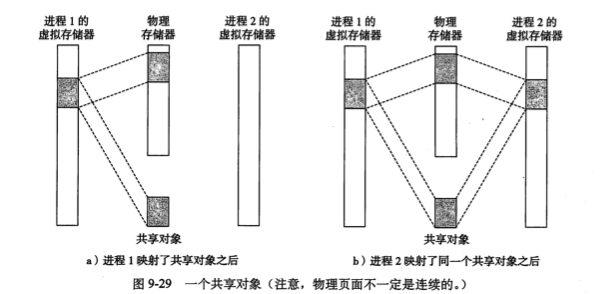 进程1的
虚拟存储器
物理
存储器
进程2的
虚拟存储器
共享对象
a）进程1映射了共享对象之后
进程1的
虚拟存储器
物理
存储器
进程2的
虚拟存储器
共享对象
b）进程2映射了同一个共享对象之后
图9-29 一个共享对象（注意，物理页面不一定是连续的。）